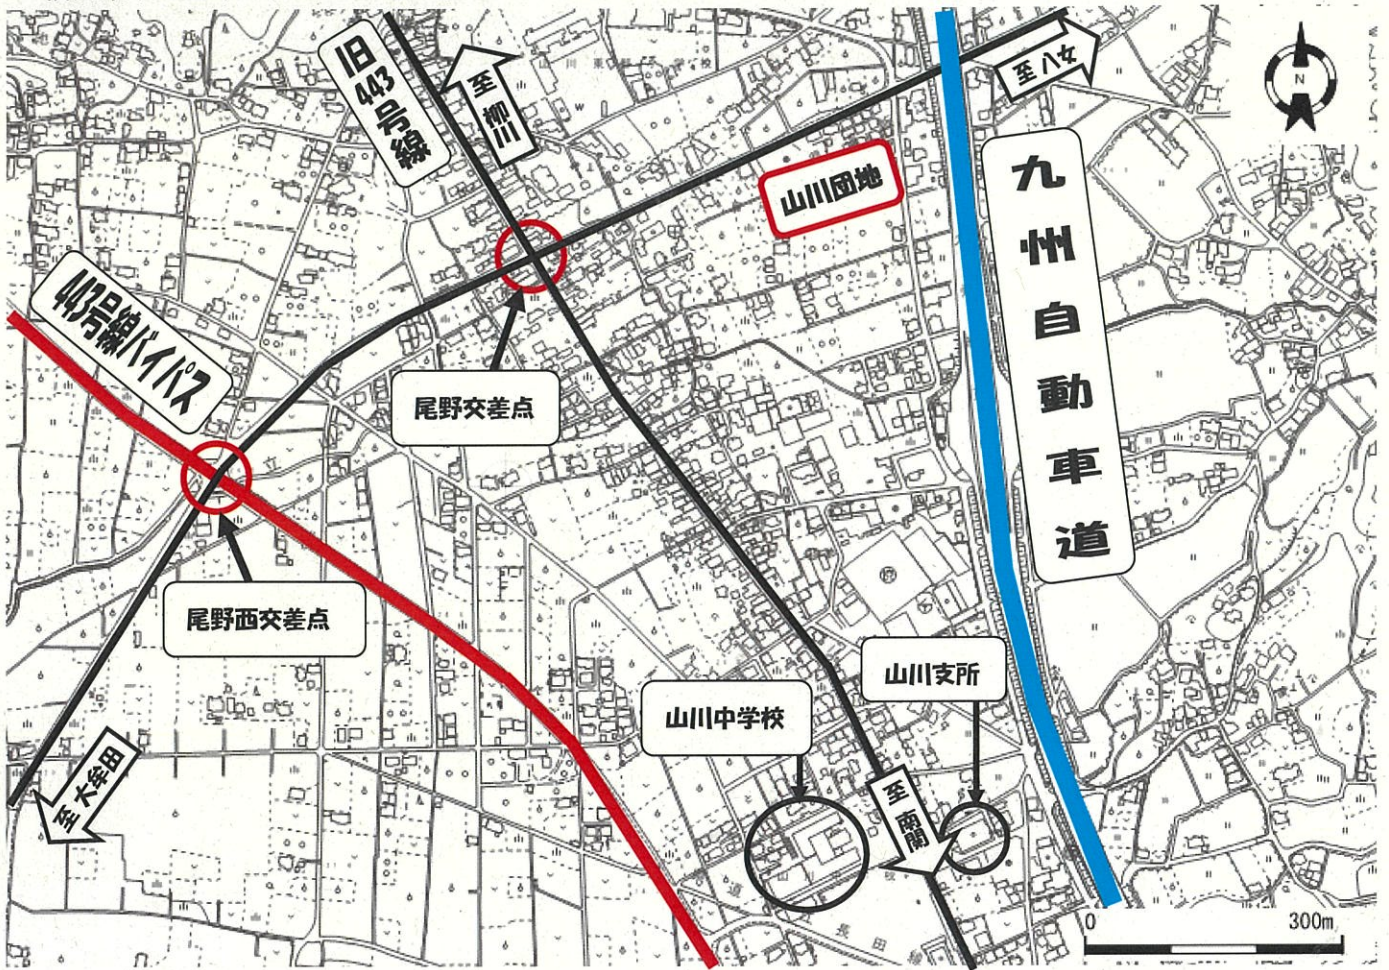 旧443号線
至 柳川
至 八女
N
山川団地
九州自動車道
443号線バイパス
尾野交差点
尾野西交差点
山川支所
山川中学校
至 大牟田
至 南関
長田
0 300m